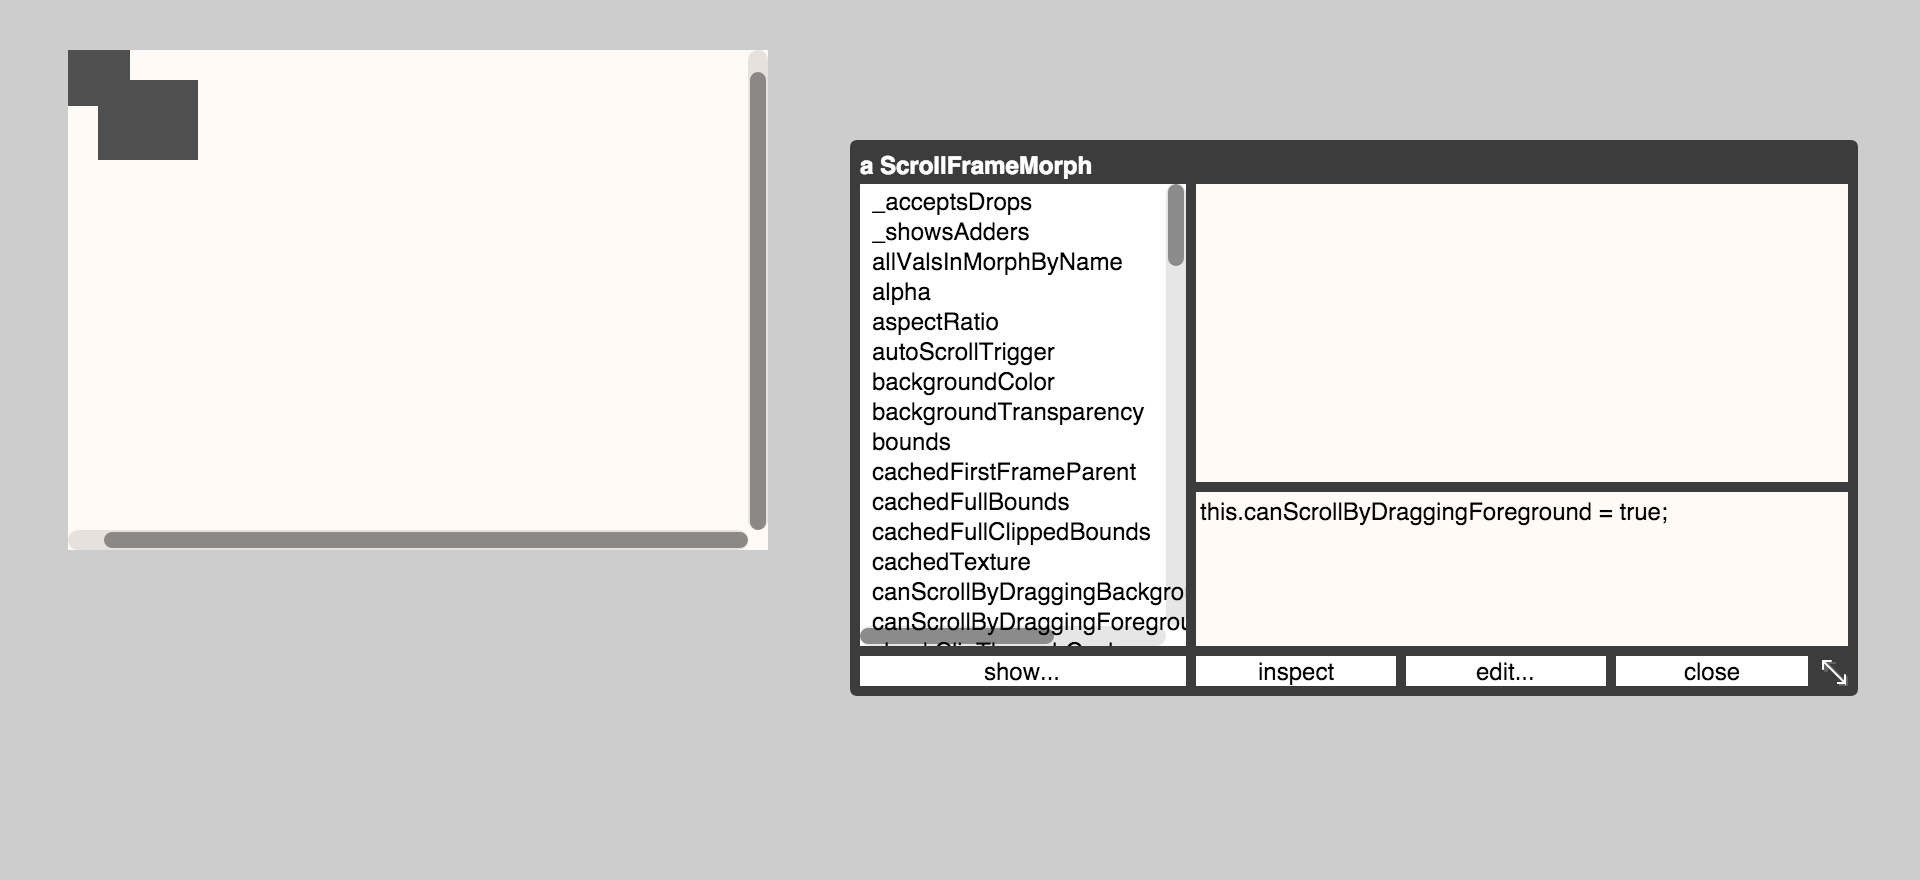 a ScrollFrameMorph
_acceptsDrops
_showsAdders
allValsInMorphByName
alpha
aspectRatio
autoScrollTrigger
backgroundColor
backgroundTransparency
bounds
cachedFirstFrameParent
cachedFullBounds
cachedFullClippedBounds
cachedTexture
canScrollByDraggingBackgro
canScrollByDraggingForegrou
this.canScrollByDraggingForeground = true;
show...
inspect
edit...
close